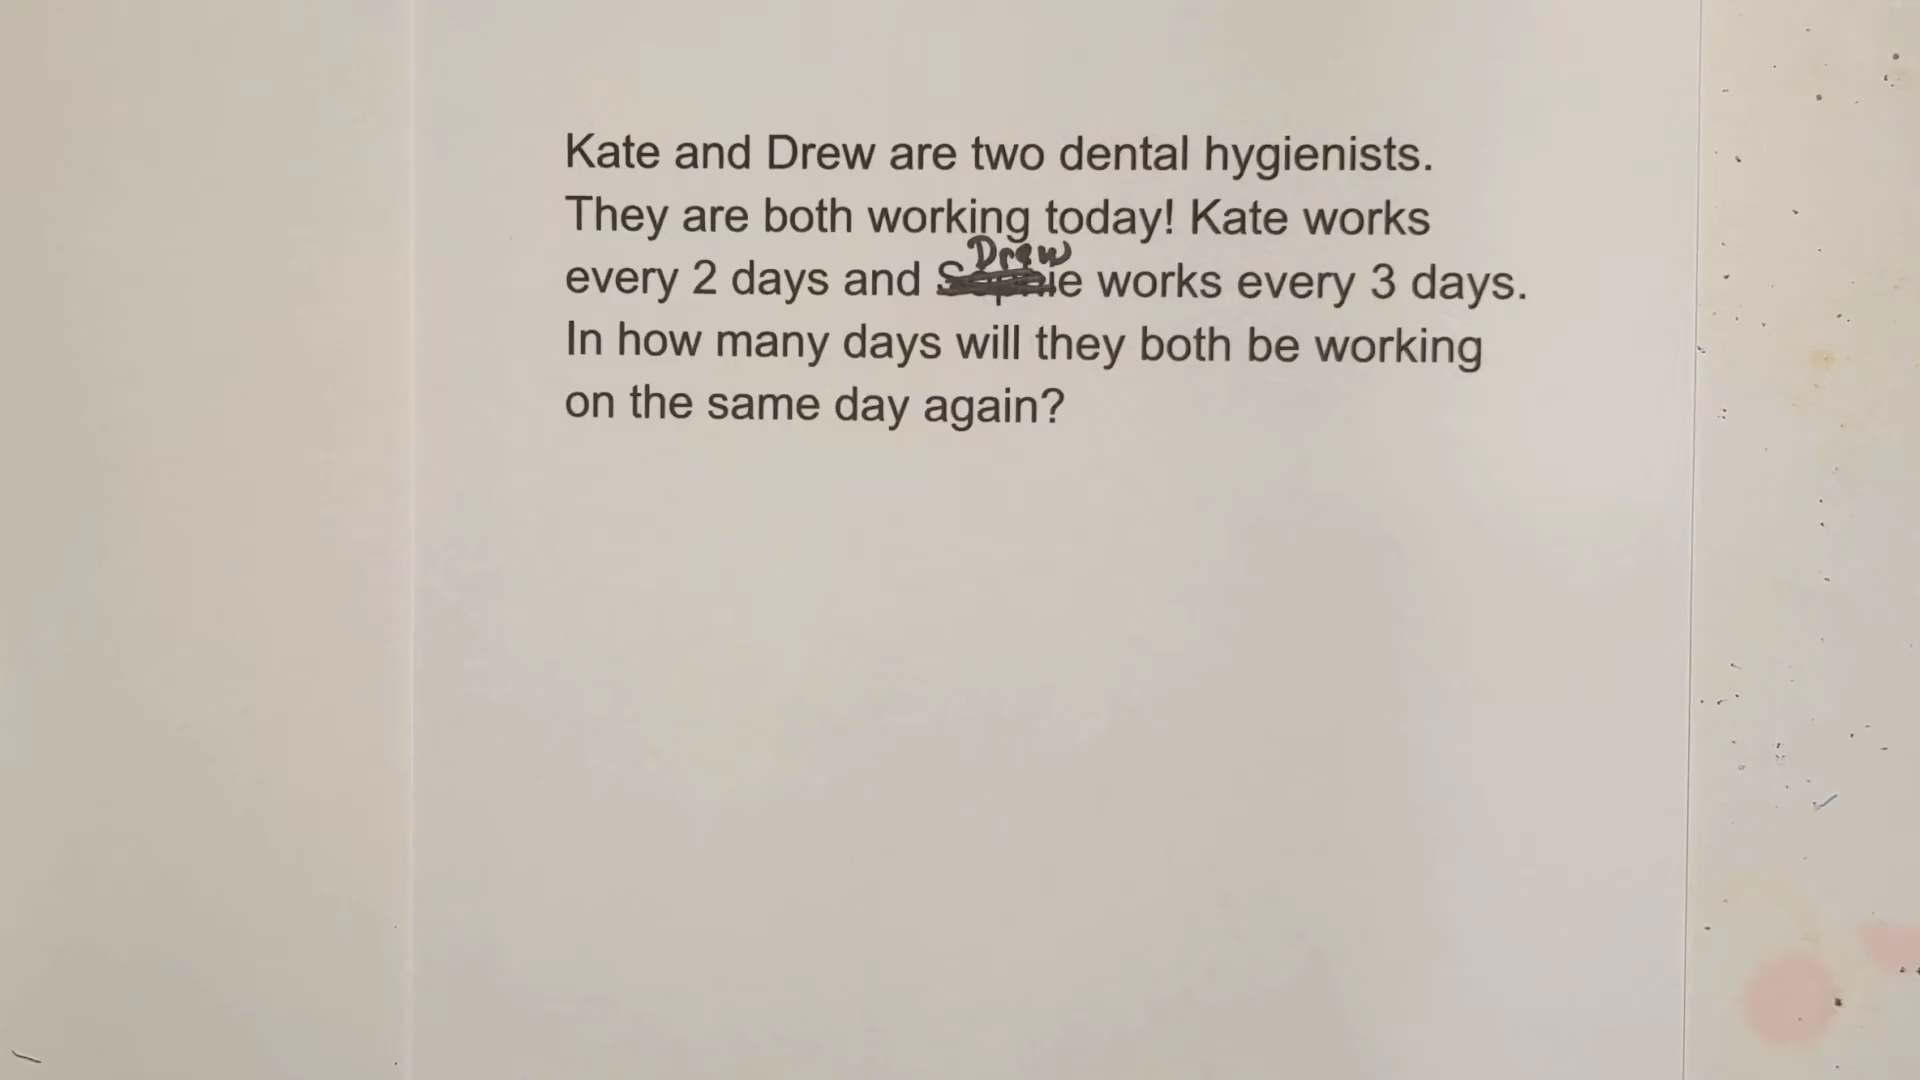 Kate and Drew are two dental hygienists.
They are both working today! Kate works
Drew
every 2 days and Sophie works every 3 days.
In how many days will they both be working
on the same day again?